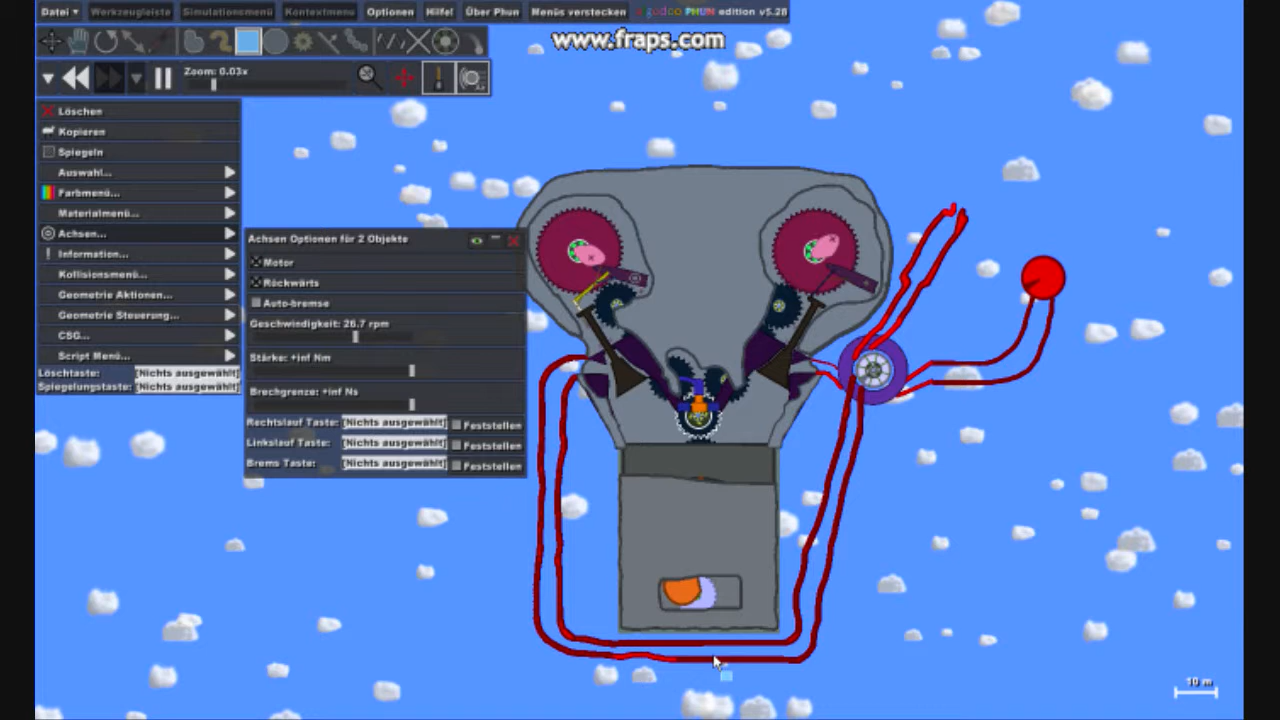 Datei Werkzeugleiste Simulationsmenü Kontextmenü Optionen Hilfe! Über Phun Menüs verstecken algodoo PHUN edition v5.28
www.fraps.com
Zoom: 0.03x
Löschen
Kopieren
Spiegeln
Auswahl...
Farbmenü...
Materialmenü...
Achsen...
Information...
Kollisionsmenü...
Geometrie Aktionen...
Geometrie Steuerung...
CSG...
Script Menü...
Löschtaste: [Nichts ausgewählt]
Spiegelungstaste: [Nichts ausgewählt]
Achsen Optionen für 2 Objekte
Motor
Rückwärts
Auto-bremse
Geschwindigkeit: 26.7 rpm
Stärke: +inf Nm
Brechgrenze: +inf Ns
Rechtslauf Taste: [Nichts ausgewählt] Feststellen
Linkslauf Taste: [Nichts ausgewählt] Feststellen
Brems Taste: [Nichts ausgewählt] Feststellen
10 m